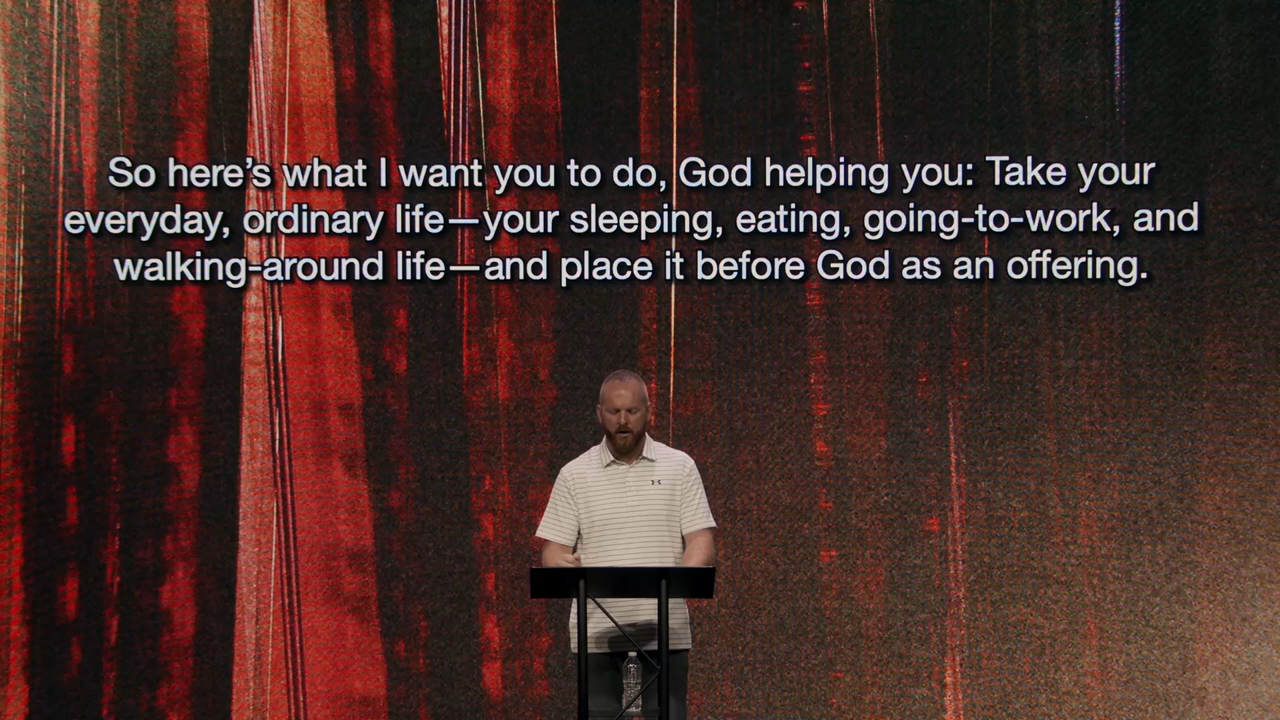 So here’s what I want you to do, God helping you: Take your
everyday, ordinary life—your sleeping, eating, going-to-work, and
walking-around life—and place it before God as an offering.